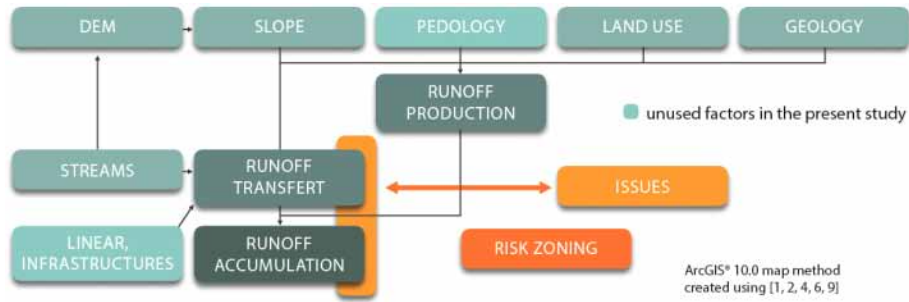 DEM
SLOPE
PEDOLOGY
LAND USE
GEOLOGY
RUNOFF
PRODUCTION
unused factors in the present study
STREAMS
RUNOFF
TRANSFERT
ISSUES
LINEAR,
INFRASTRUCTURES
RUNOFF
ACCUMULATION
RISK ZONING
ArcGIS® 10.0 map method
created using [1, 2, 4, 6, 9]